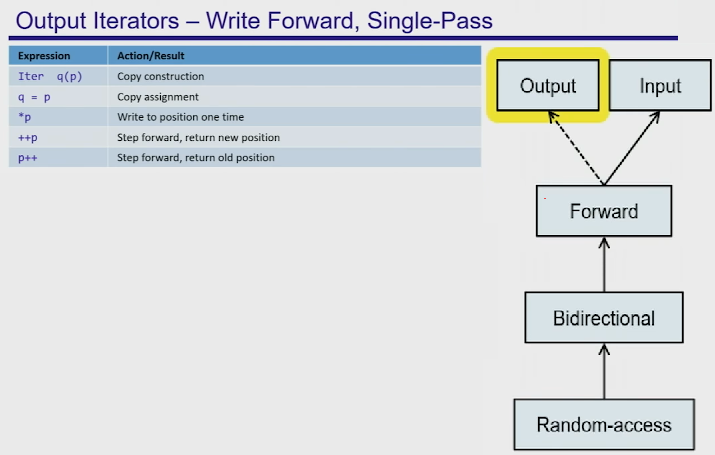 Output Iterators – Write Forward, Single-Pass
Expression Action/Result
Iter q(p) Copy construction
q = p Copy assignment
*p Write to position one time
++p Step forward, return new position
p++ Step forward, return old position
Output Input
Forward
Bidirectional
Random-access